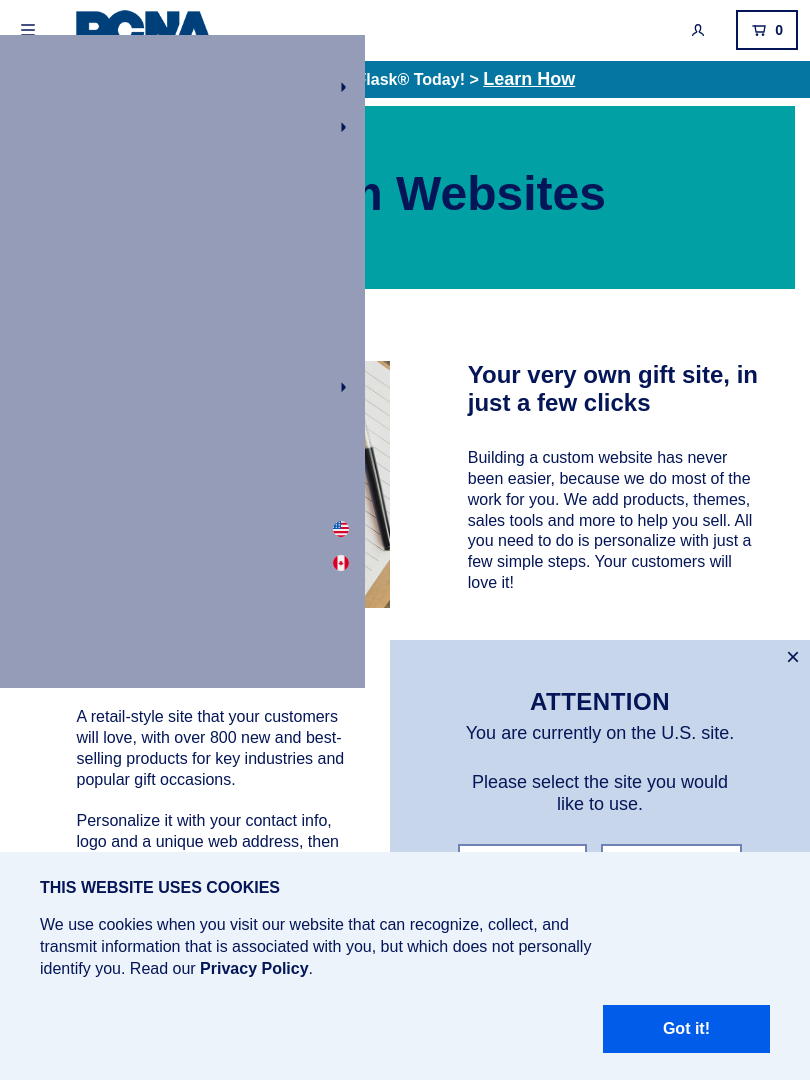 0
Flask® Today! > Learn How
Websites
Your very own gift site, in
just a few clicks
Building a custom website has never
been easier, because we do most of the
work for you. We add products, themes,
sales tools and more to help you sell. All
you need to do is personalize with just a
few simple steps. Your customers will
love it!
ATTENTION
You are currently on the U.S. site.
Please select the site you would
like to use.
A retail-style site that your customers
will love, with over 800 new and best-
selling products for key industries and
popular gift occasions.
Personalize it with your contact info,
logo and a unique web address, then
THIS WEBSITE USES COOKIES
We use cookies when you visit our website that can recognize, collect, and
transmit information that is associated with you, but which does not personally
identify you. Read our Privacy Policy.
Got it!